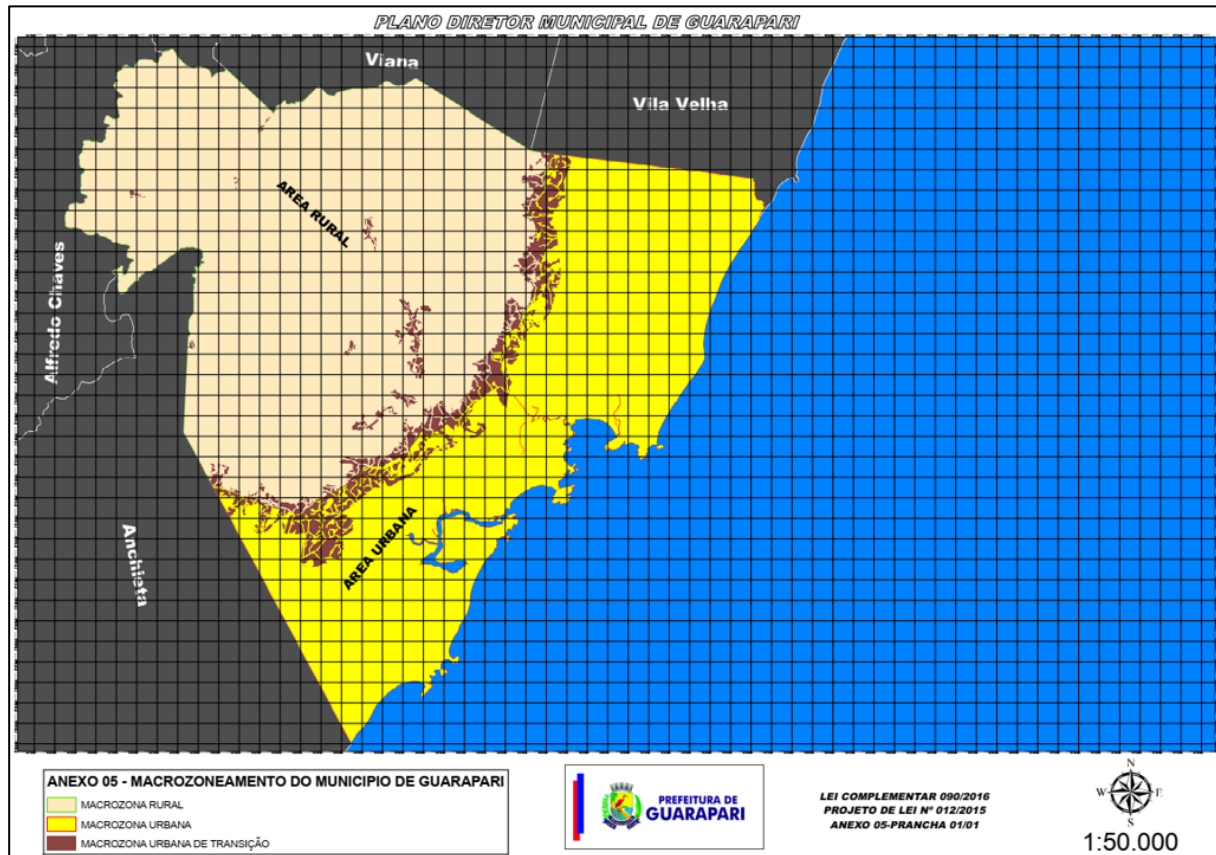 PLANO DIRETOR MUNICIPAL DE GUARAPARI
Viana
Vila Velha
AREA RURAL
Alfredo Chaves
AREA URBANA
Anchieta
ANEXO 05 - MACROZONEAMENTO DO MUNICIPIO DE GUARAPARI
MACROZONA RURAL
MACROZONA URBANA
MACROZONA URBANA DE TRANSIÇÃO
PREFEITURA DE
GUARAPARI
LEI COMPLEMENTAR 090/2016
PROJETO DE LEI Nº 012/2015
ANEXO 05-PRANCHA 01/01
N
W E
S
1:50.000